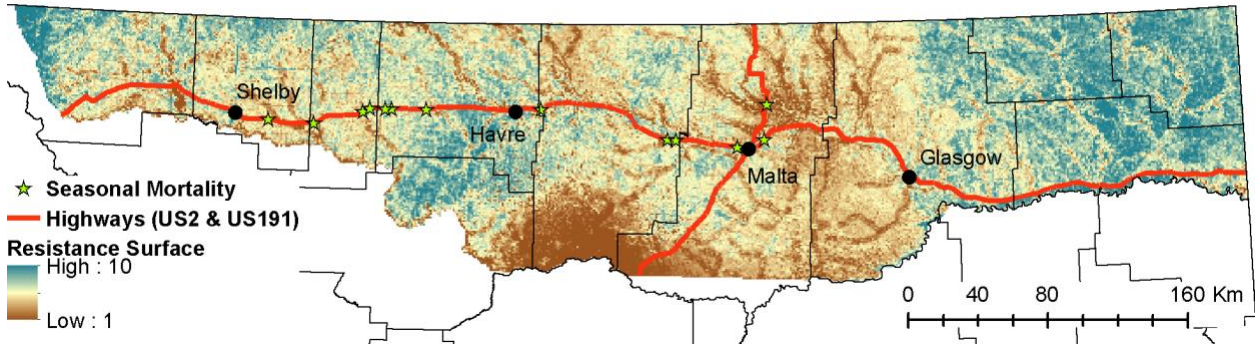 Shelby
Havre
Malta
Glasgow
Seasonal Mortality
Highways (US2 & US191)
Resistance Surface
High : 10
Low : 1
0 40 80 160 Km